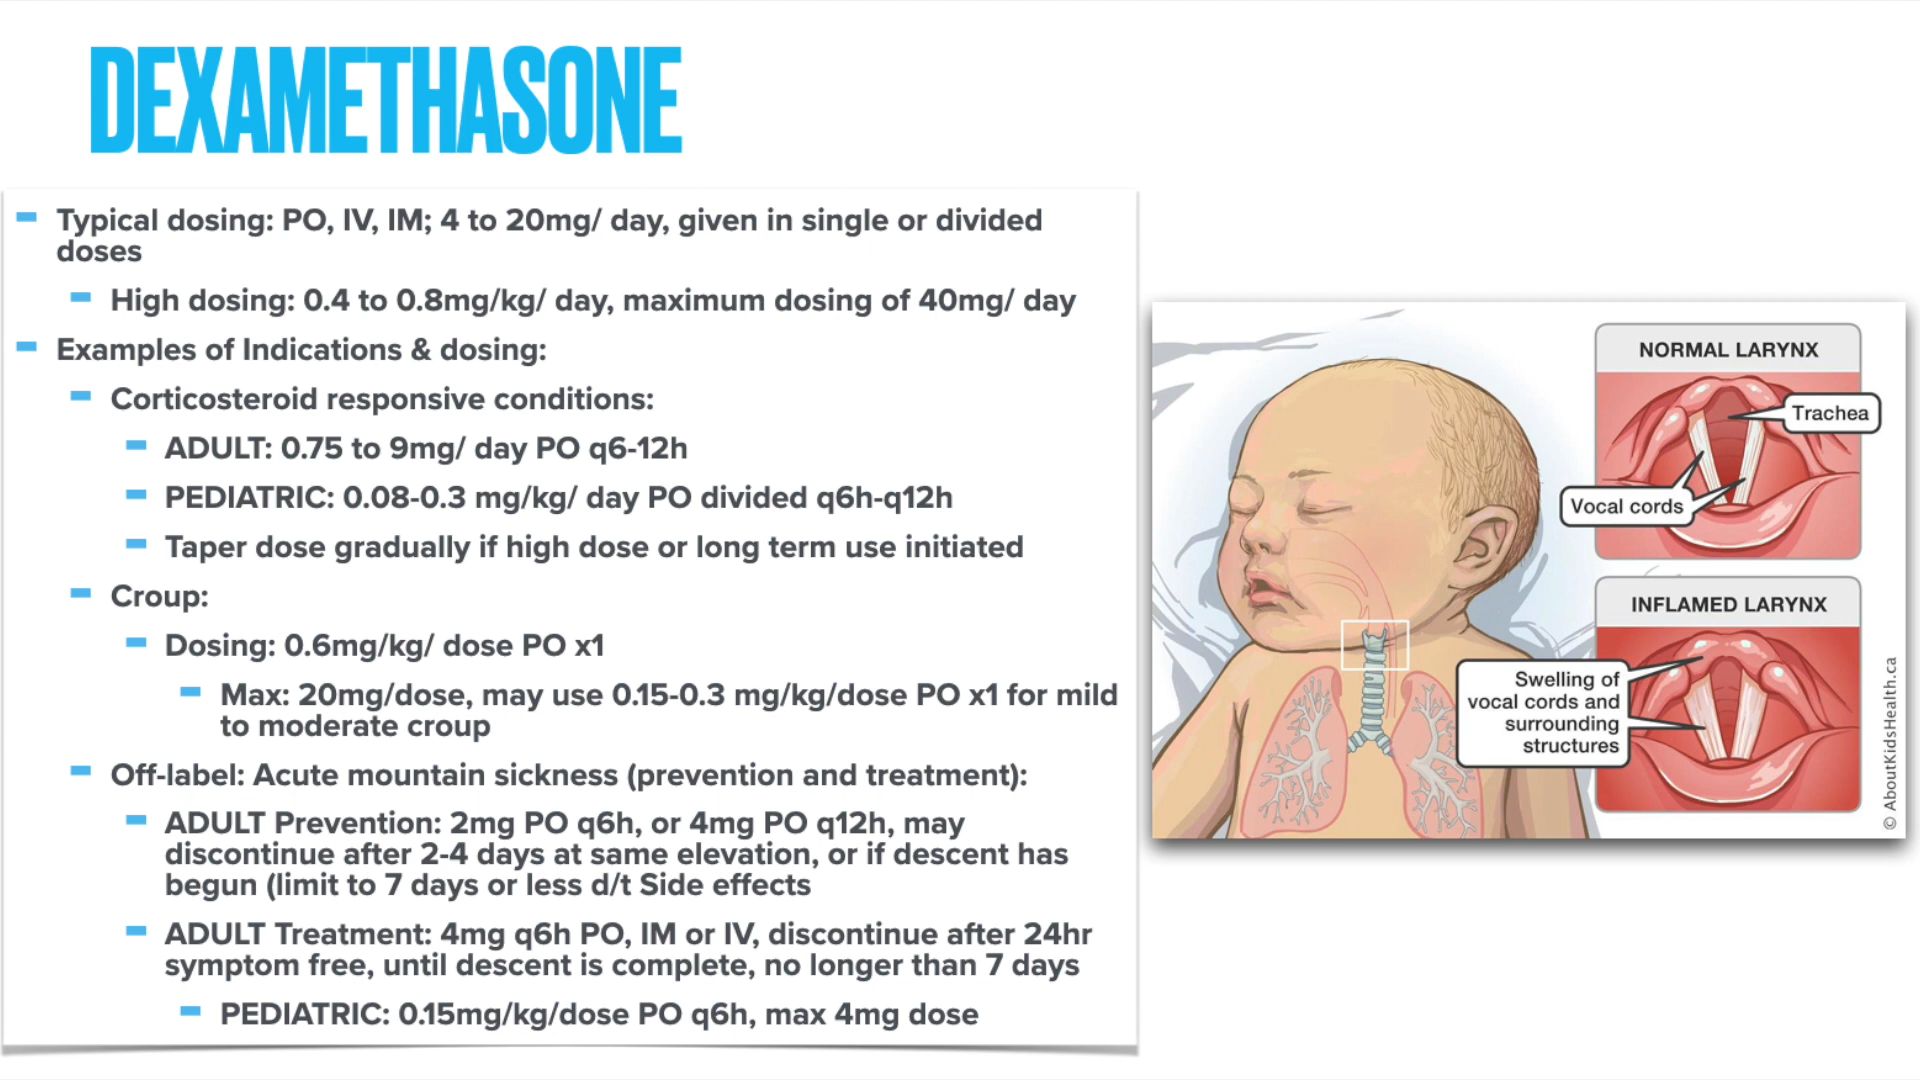 DEXAMETHASONE
Typical dosing: PO, IV, IM; 4 to 20mg/ day, given in single or divided
doses
High dosing: 0.4 to 0.8mg/kg/ day, maximum dosing of 40mg/ day
Examples of Indications & dosing:
Corticosteroid responsive conditions:
ADULT: 0.75 to 9mg/ day PO q6-12h
PEDIATRIC: 0.08-0.3 mg/kg/ day PO divided q6h-q12h
Taper dose gradually if high dose or long term use initiated
Croup:
Dosing: 0.6mg/kg/ dose PO x1
Max: 20mg/dose, may use 0.15-0.3 mg/kg/dose PO x1 for mild
to moderate croup
Off-label: Acute mountain sickness (prevention and treatment):
ADULT Prevention: 2mg PO q6h, or 4mg PO q12h, may
discontinue after 2-4 days at same elevation, or if descent has
begun (limit to 7 days or less d/t Side effects
ADULT Treatment: 4mg q6h PO, IM or IV, discontinue after 24hr
symptom free, until descent is complete, no longer than 7 days
PEDIATRIC: 0.15mg/kg/dose PO q6h, max 4mg dose
NORMAL LARYNX
Trachea
Vocal cords
INFLAMED LARYNX
Swelling of
vocal cords and
surrounding
structures
© AboutKidsHealth.ca